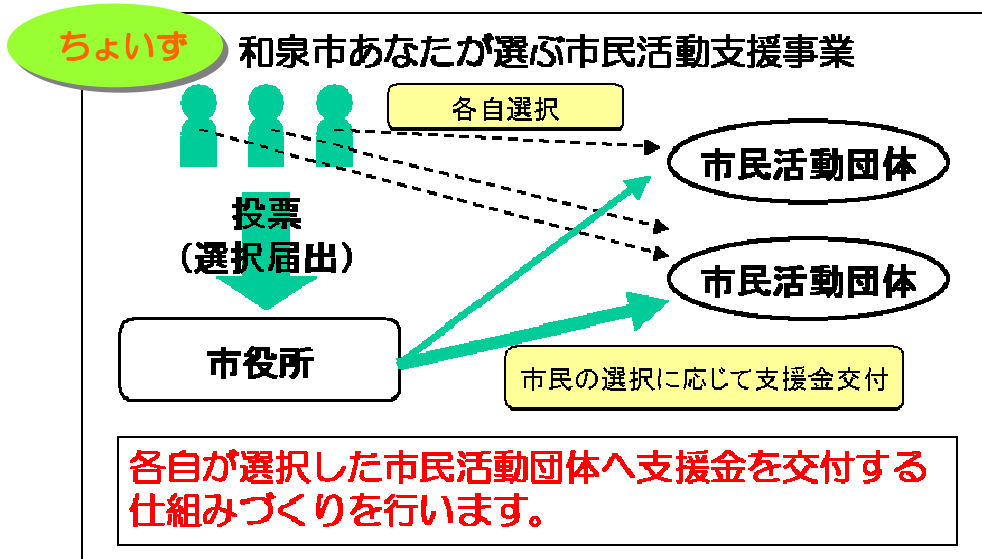 ちょいず
和泉市あなたが選ぶ市民活動支援事業
各自選択
市民活動団体
投票
（選択届出）
市民活動団体
市役所
市民の選択に応じて支援金交付
各自が選択した市民活動団体へ支援金を交付する
仕組みづくりを行います。